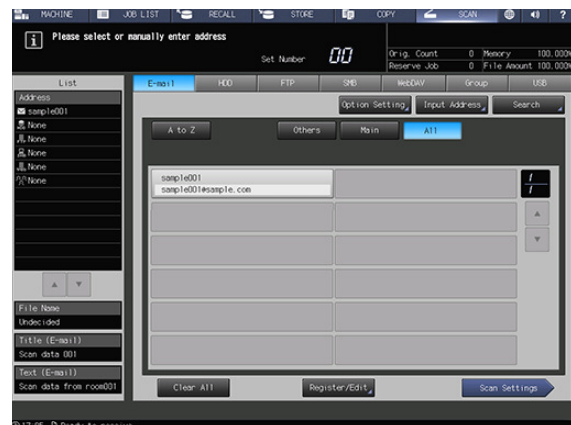 MACHINE JOB LIST RECALL STORE COPY SCAN ?
i Please select or manually enter address
Set Number 00
Orig. Count 0 Memory 100.000%
Reserve Job 0 File Amount 100.000%
List
E-mail HDD FTP SMB WebDAV Group USB
Address
sample001
None
None
None
None
None
Option Setting Input Address Search
A to Z Others Main All
sample001
sample001@sample.com
1
1
File Name
Undecided
Title (E-mail)
Scan data 001
Text (E-mail)
Scan data from room001
Clear All Register/Edit Scan Settings